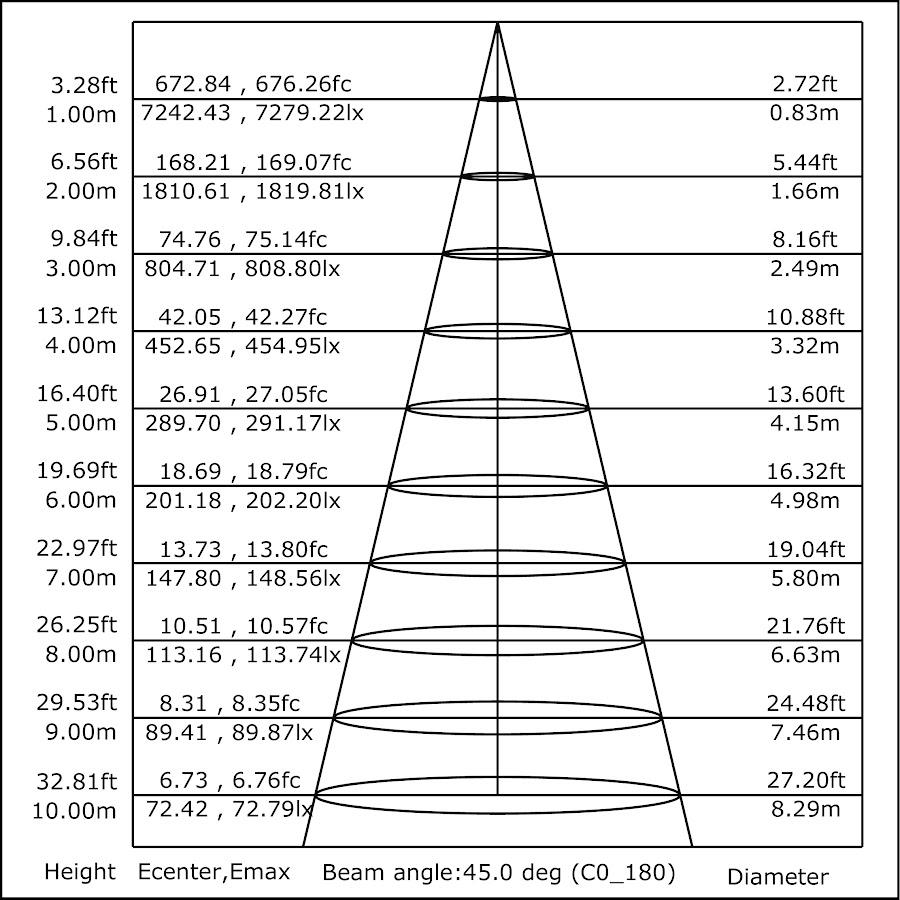 3.28ft 672.84 , 676.26fc 2.72ft
1.00m 7242.43 , 7279.22lx 0.83m
6.56ft 168.21 , 169.07fc 5.44ft
2.00m 1810.61 , 1819.81lx 1.66m
9.84ft 74.76 , 75.14fc 8.16ft
3.00m 804.71 , 808.80lx 2.49m
13.12ft 42.05 , 42.27fc 10.88ft
4.00m 452.65 , 454.95lx 3.32m
16.40ft 26.91 , 27.05fc 13.60ft
5.00m 289.70 , 291.17lx 4.15m
19.69ft 18.69 , 18.79fc 16.32ft
6.00m 201.18 , 202.20lx 4.98m
22.97ft 13.73 , 13.80fc 19.04ft
7.00m 147.80 , 148.56lx 5.80m
26.25ft 10.51 , 10.57fc 21.76ft
8.00m 113.16 , 113.74lx 6.63m
29.53ft 8.31 , 8.35fc 24.48ft
9.00m 89.41 , 89.87lx 7.46m
32.81ft 6.73 , 6.76fc 27.20ft
10.00m 72.42 , 72.79lx 8.29m
Height Ecenter,Emax Beam angle:45.0 deg (C0_180) Diameter